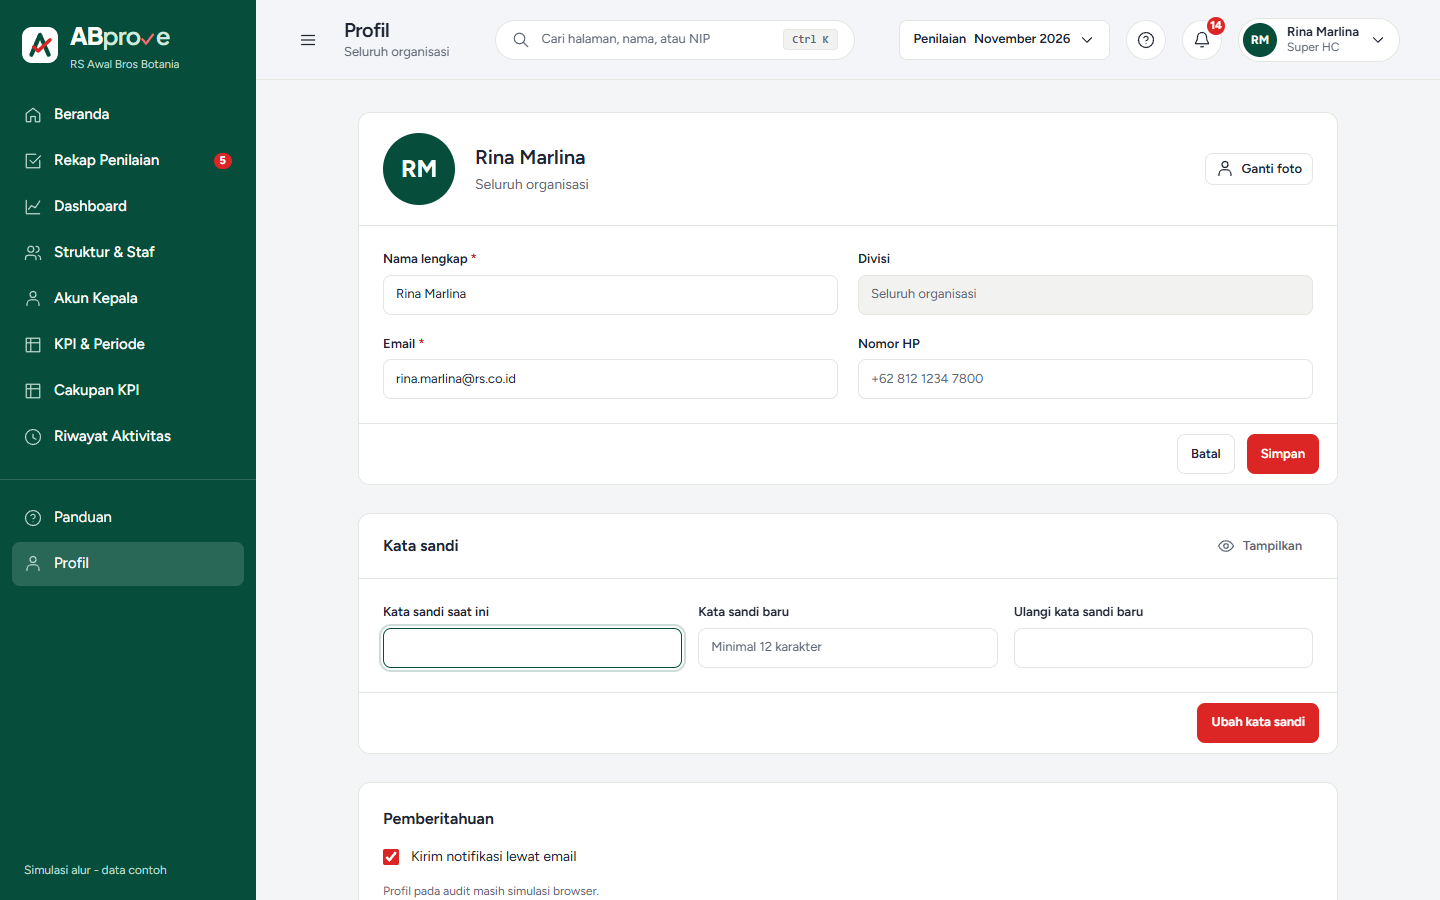 ABprove
RS Awal Bros Botania
Beranda
Rekap Penilaian 5
Dashboard
Struktur & Staf
Akun Kepala
KPI & Periode
Cakupan KPI
Riwayat Aktivitas
Panduan
Profil
Simulasi alur - data contoh
Profil
Seluruh organisasi
Cari halaman, nama, atau NIP Ctrl K
Penilaian November 2026
14
RM
Rina Marlina
Super HC
RM
Rina Marlina
Seluruh organisasi
Ganti foto
Nama lengkap *
Rina Marlina
Divisi
Seluruh organisasi
Email *
rina.marlina@rs.co.id
Nomor HP
+62 812 1234 7800
Batal
Simpan
Kata sandi
Tampilkan
Kata sandi saat ini
Kata sandi baru
Minimal 12 karakter
Ulangi kata sandi baru
Ubah kata sandi
Pemberitahuan
Kirim notifikasi lewat email
Profil pada audit masih simulasi browser.